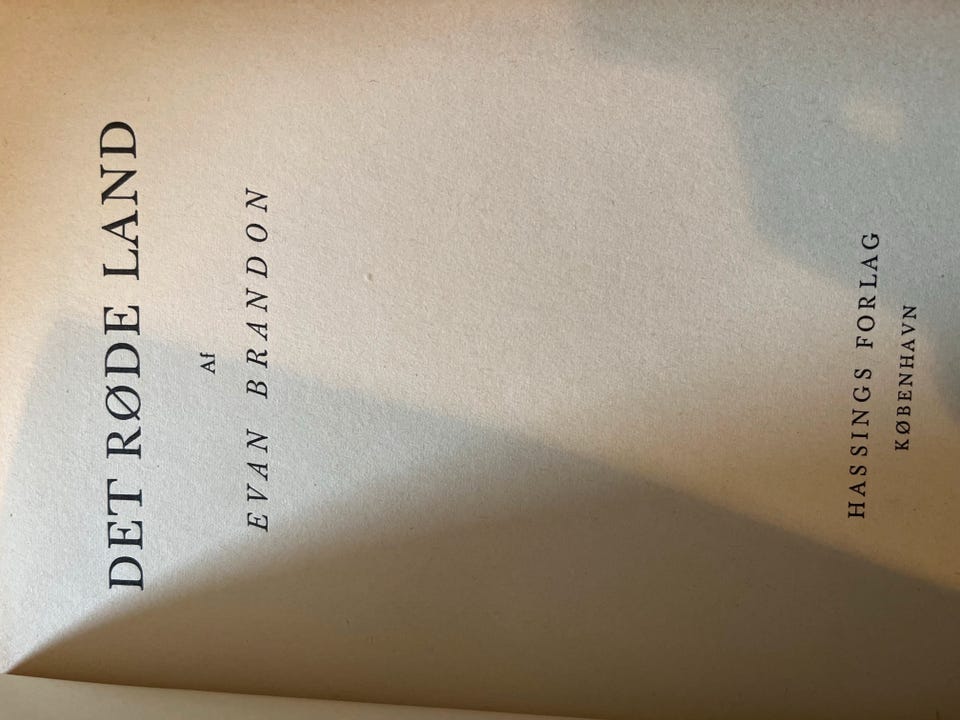 DET RØDE LAND
Af
EVAN BRANDON
HASSINGS FORLAG
KØBENHAVN